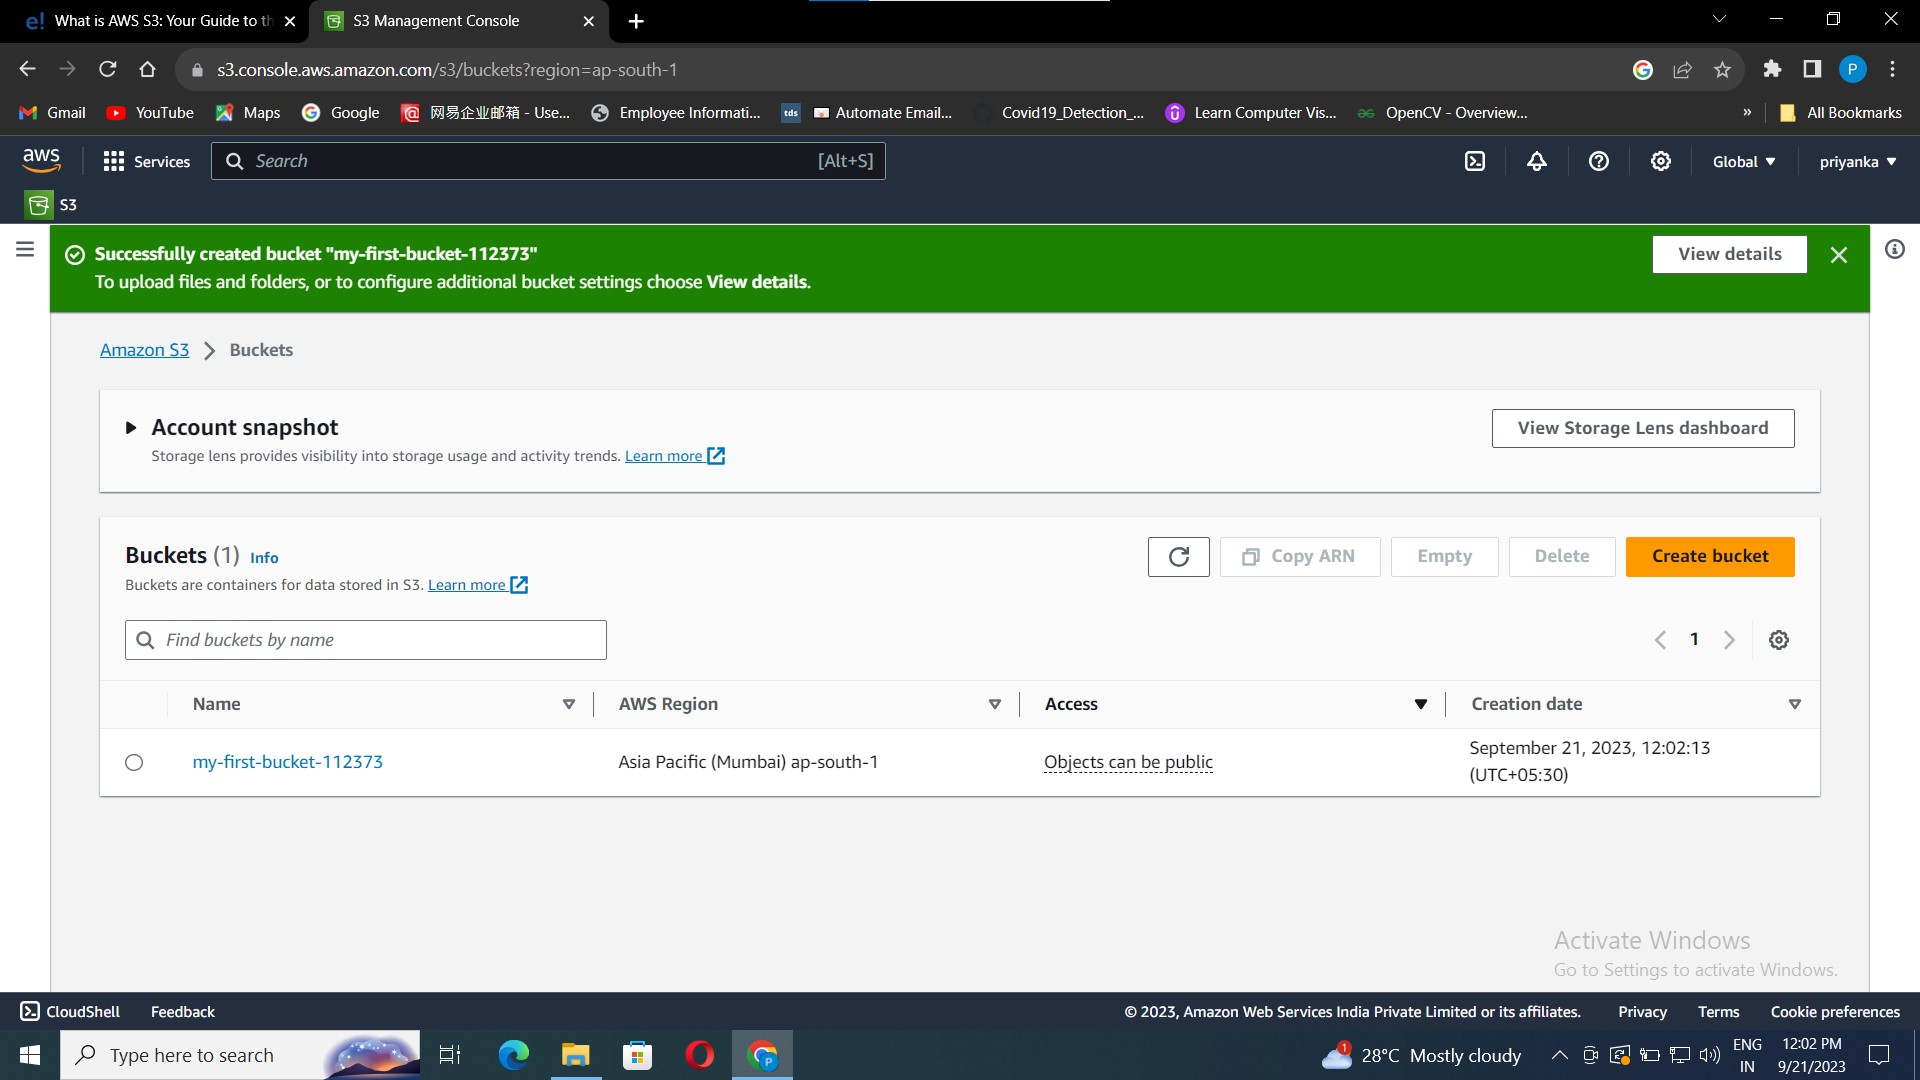 What is AWS S3: Your Guide to th
S3 Management Console
s3.console.aws.amazon.com/s3/buckets?region=ap-south-1
P
Gmail
YouTube
Maps
Google
网易企业邮箱 - Use...
Employee Informati...
tds
Automate Email...
Covid19_Detection_...
Learn Computer Vis...
OpenCV - Overview...
»
All Bookmarks
aws
Services
Search
[Alt+S]
Global
priyanka
S3
Successfully created bucket "my-first-bucket-112373"
To upload files and folders, or to configure additional bucket settings choose View details.
View details
Amazon S3
Buckets
Account snapshot
Storage lens provides visibility into storage usage and activity trends. Learn more
View Storage Lens dashboard
Buckets (1) Info
Buckets are containers for data stored in S3. Learn more
Copy ARN
Empty
Delete
Create bucket
Find buckets by name
1
Name
AWS Region
Access
Creation date
my-first-bucket-112373
Asia Pacific (Mumbai) ap-south-1
Objects can be public
September 21, 2023, 12:02:13
(UTC+05:30)
Activate Windows
Go to Settings to activate Windows.
CloudShell
Feedback
© 2023, Amazon Web Services India Private Limited or its affiliates.
Privacy
Terms
Cookie preferences
Type here to search
1
28°C Mostly cloudy
ENG
IN
12:02 PM
9/21/2023